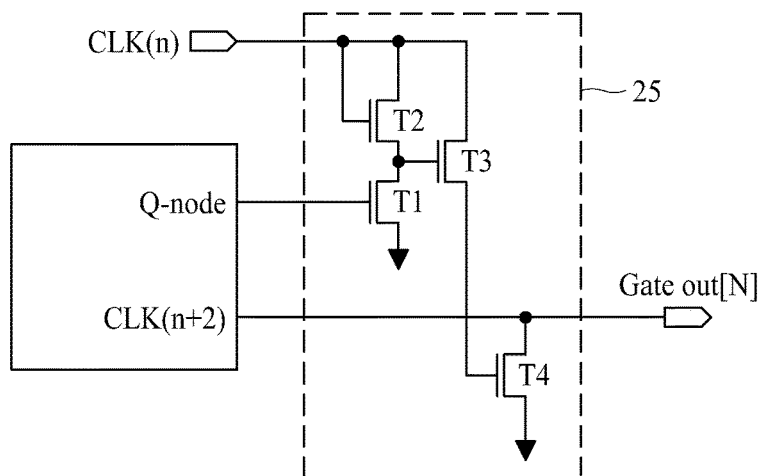 CLK(n)
25
T2
T3
Q-node
T1
Gate out[N]
CLK(n+2)
T4